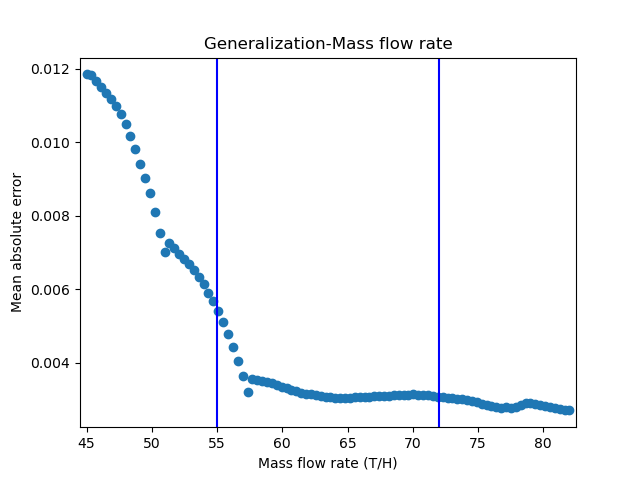 Generalization-Mass flow rate
0.012
0.010
0.008
0.006
0.004
Mean absolute error
45 50 55 60 65 70 75 80
Mass flow rate (T/H)